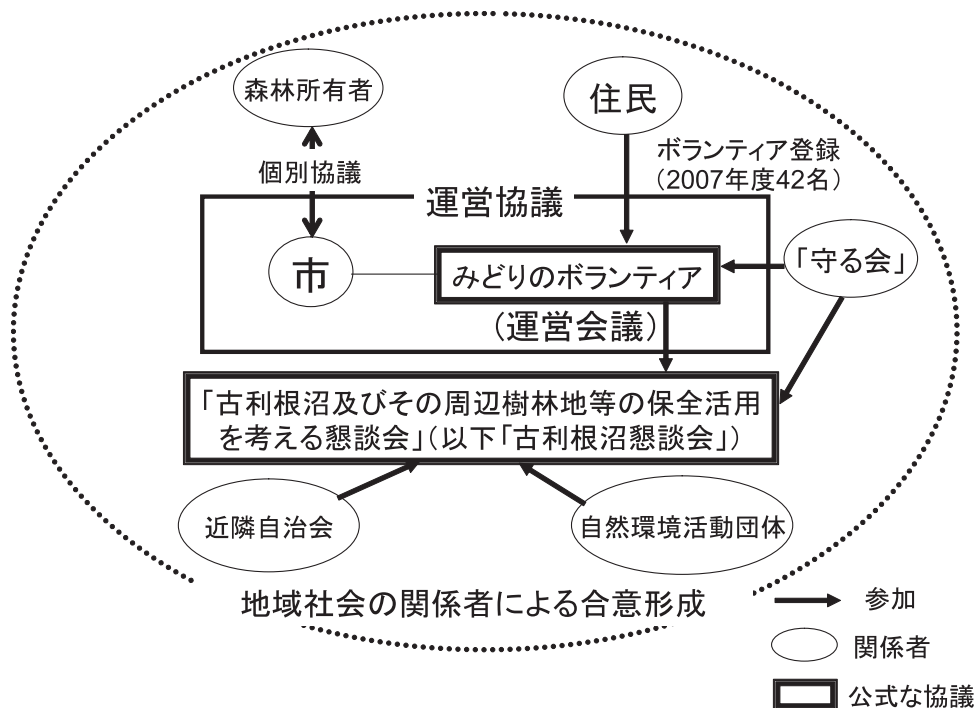 森林所有者
住民
個別協議
ボランティア登録
（2007年度42名）
運営協議
市
みどりのボランティア
「守る会」
（運営会議）
「古利根沼及びその周辺樹林地等の保全活用
を考える懇談会」（以下「古利根沼懇談会」）
近隣自治会
自然環境活動団体
地域社会の関係者による合意形成
参加
関係者
公式な協議